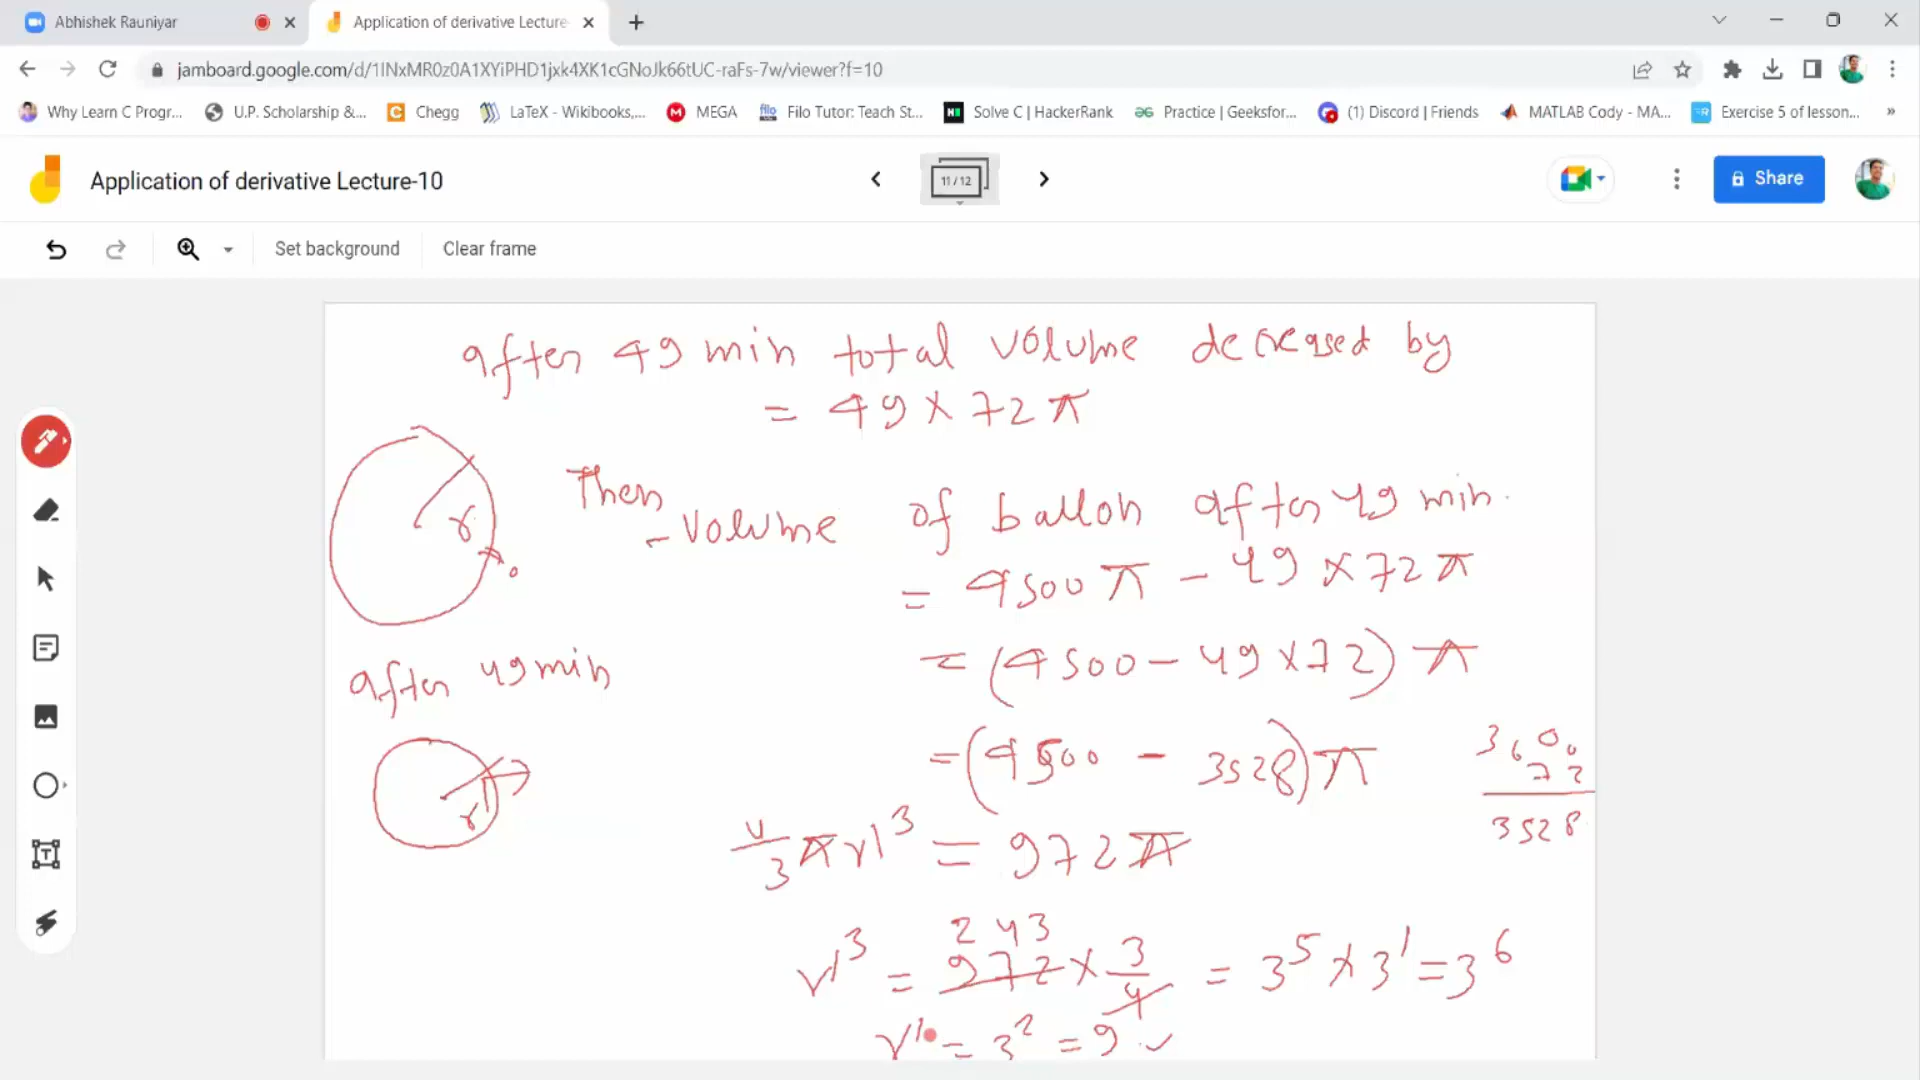 Abhishek Rauniyar
Application of derivative Lecture-
jamboard.google.com/d/1lNxMR0z0A1XYiPHD1jxk4XK1cGNoJk66tUC-raFs-7w/viewer?f=10
Why Learn C Progr... U.P. Scholarship &... Chegg LaTeX - Wikibooks,... MEGA Filo Tutor: Teach St... Solve C | HackerRank Practice | Geeksfor... (1) Discord | Friends MATLAB Cody - MA... Exercise 5 of lesson... »
Application of derivative Lecture-10
11 / 12
Share
Set background Clear frame
after 49 min total volume decreased by
= 49 × 72 π
r
Then
- Volume of ballon after 49 min.
= 4500 π - 49 × 72 π
after 49 min
= (4500 - 49 × 72) π
= (4500 - 3528) π
3600
72
3528
r'
4/3 π r'³ = 972 π
243
r'³ = 972 × 3/4 = 3⁵ × 3¹ = 3⁶
r' = 3² = 9